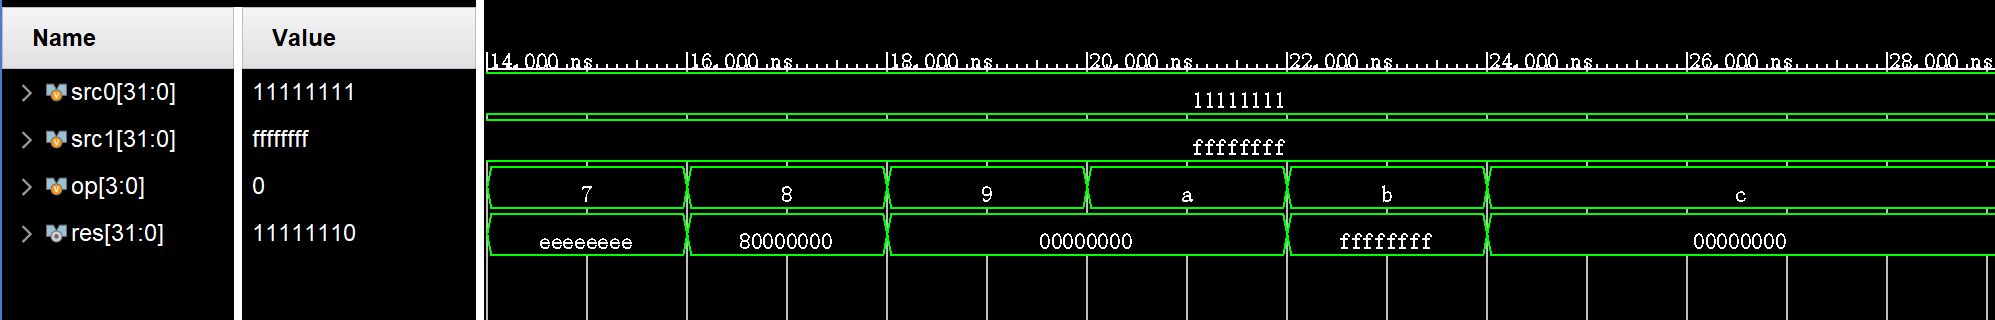 Name Value
14.000 ns 16.000 ns 18.000 ns 20.000 ns 22.000 ns 24.000 ns 26.000 ns 28.000 ns
src0[31:0] 11111111 11111111
src1[31:0] ffffffff ffffffff
op[3:0] 0 7 8 9 a b c
res[31:0] 11111110 eeeeeeee 80000000 00000000 ffffffff 00000000